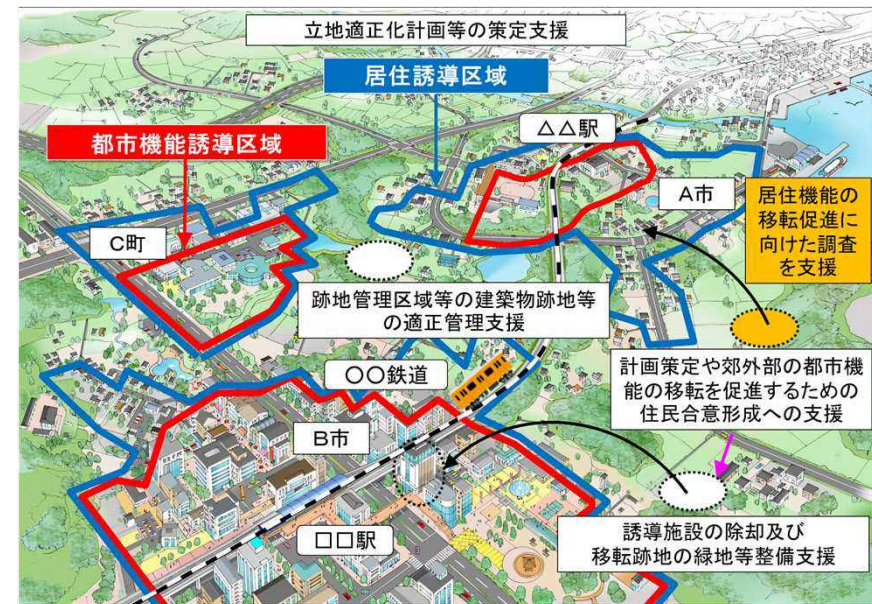 立地適正化計画等の策定支援
居住誘導区域
△△駅
都市機能誘導区域
A市
居住機能の
移転促進に
向けた調査
を支援
C町
跡地管理区域等の建築物跡地等
の適正管理支援
計画策定や郊外部の都市機
能の移転を促進するための
住民合意形成への支援
〇〇鉄道
B市
□□駅
誘導施設の除却及び
移転跡地の緑地等整備支援